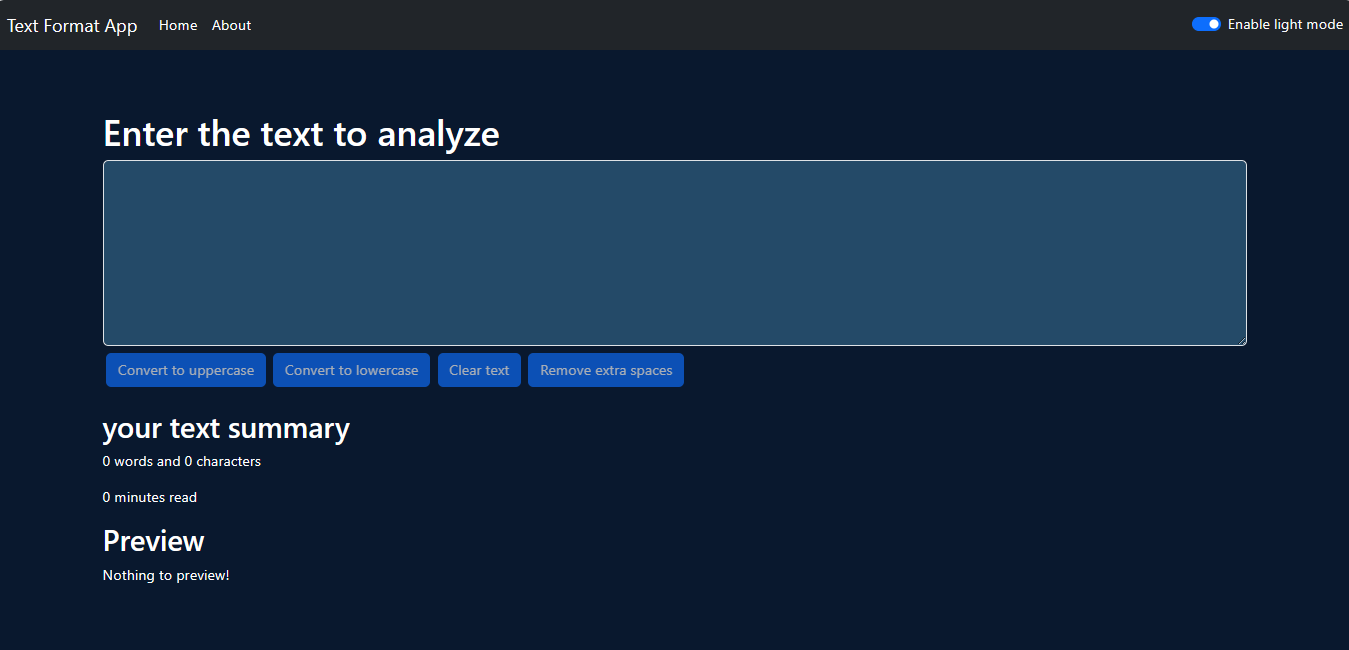 Text Format App Home About Enable light mode
Enter the text to analyze
Convert to uppercase Convert to lowercase Clear text Remove extra spaces
your text summary
0 words and 0 characters
0 minutes read
Preview
Nothing to preview!